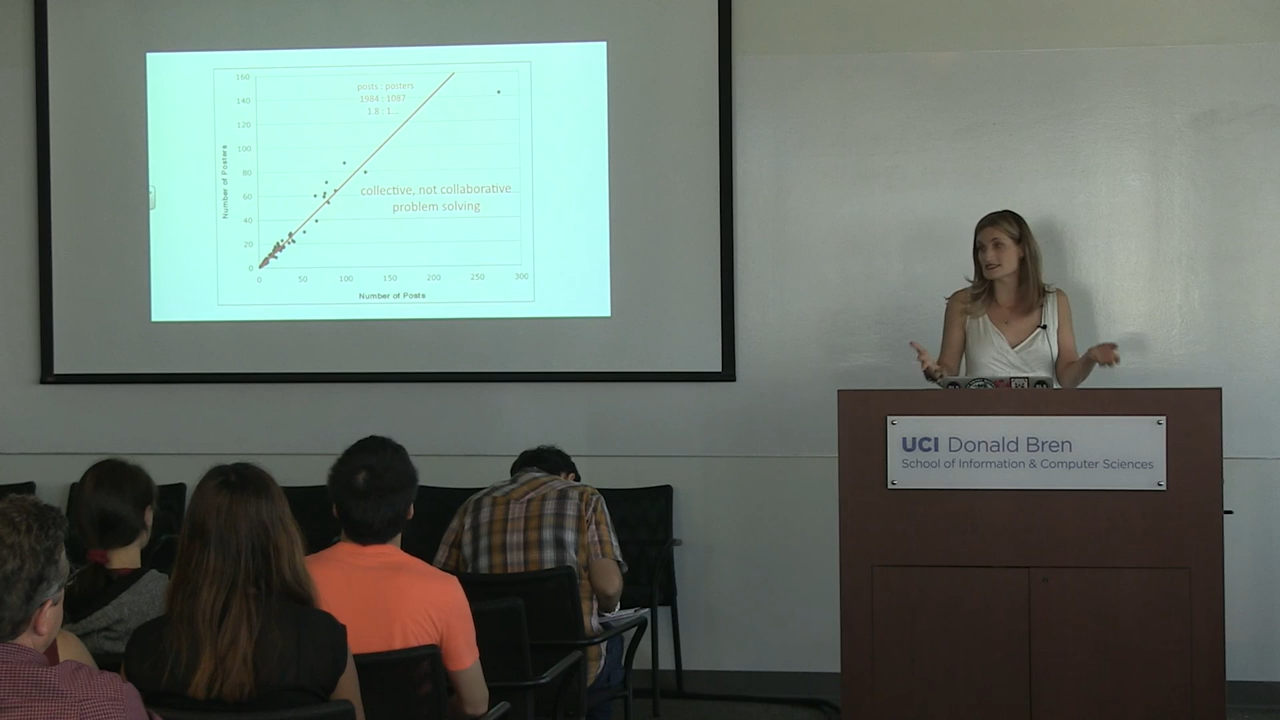 160
140
120
100
80
60
40
20
0
Number of Posters
posts : posters
1984 : 1087
1.8 : 1...
collective, not collaborative
problem solving
0 50 100 150 200 250 300
Number of Posts
UCI Donald Bren
School of Information & Computer Sciences